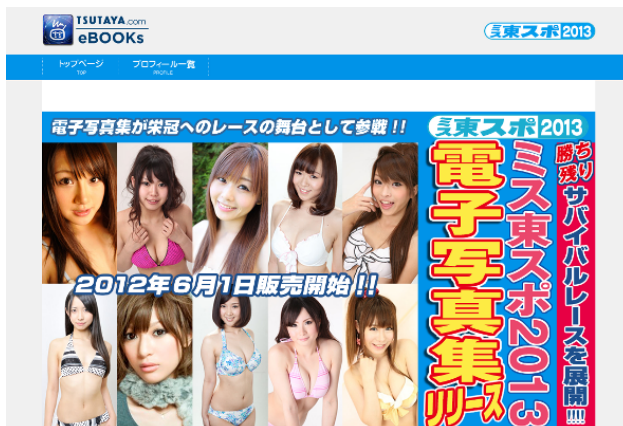 TSUTAYA.com
eBOOKs
ミス東スポ2013
トップページ
TOP
プロフィール一覧
PROFILE
電子写真集が栄冠へのレースの舞台として参戦!!
ミス東スポ2013
勝ち残りサバイバルレースを展開!!!!
ミス東スポ2013
電子写真集リリース
2012年6月1日販売開始!!